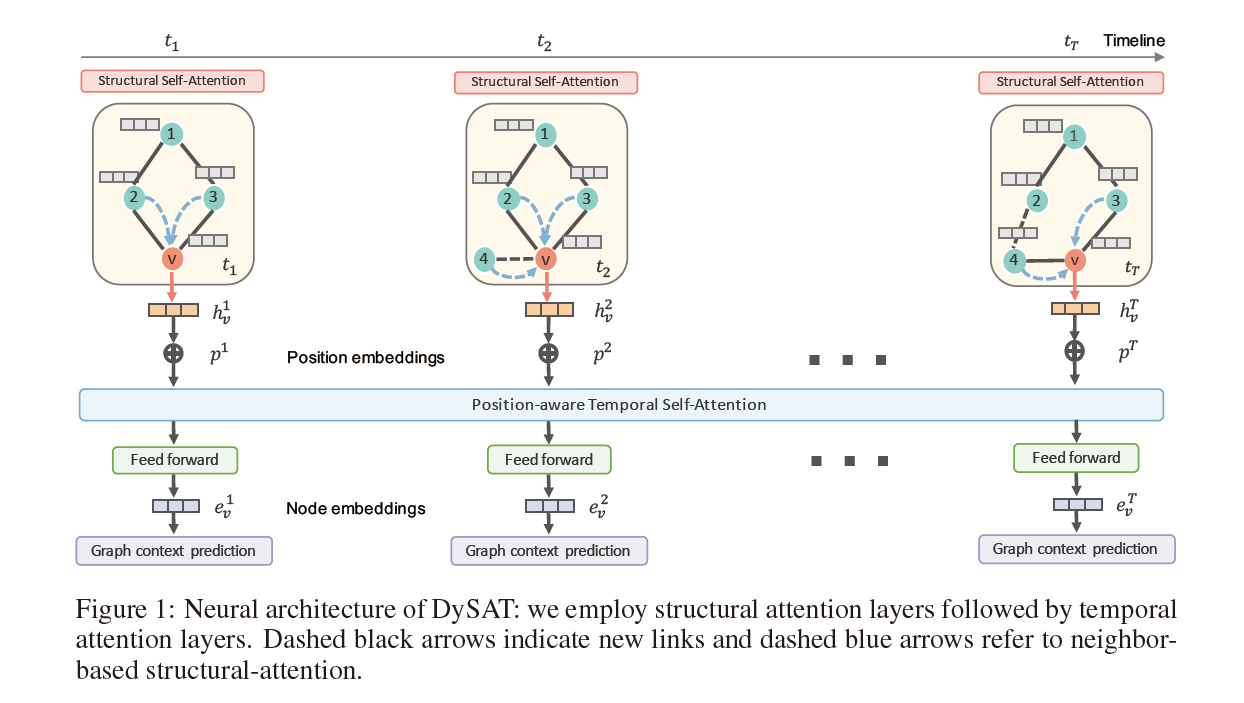 t₁ t₂ t_T Timeline
Structural Self-Attention Structural Self-Attention Structural Self-Attention
1 1 1
2 3 2 3 2 3
v t₁ 4 v t₂ 4 v t_T
h_v^1 h_v^2 h_v^T
p^1 Position embeddings p^2 p^T
Position-aware Temporal Self-Attention
Feed forward Feed forward Feed forward
e_v^1 Node embeddings e_v^2 e_v^T
Graph context prediction Graph context prediction Graph context prediction
Figure 1: Neural architecture of DySAT: we employ structural attention layers followed by temporal
attention layers. Dashed black arrows indicate new links and dashed blue arrows refer to neighbor-
based structural-attention.